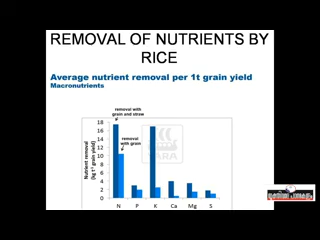 REMOVAL OF NUTRIENTS BY
RICE
Average nutrient removal per 1t grain yield
Macronutrients
removal with
grain and straw
removal
with grain
Nutrient removal
(kg t-1 grain yield)
18
16
14
12
10
8
6
4
2
0
N P K Ca Mg S
YARA